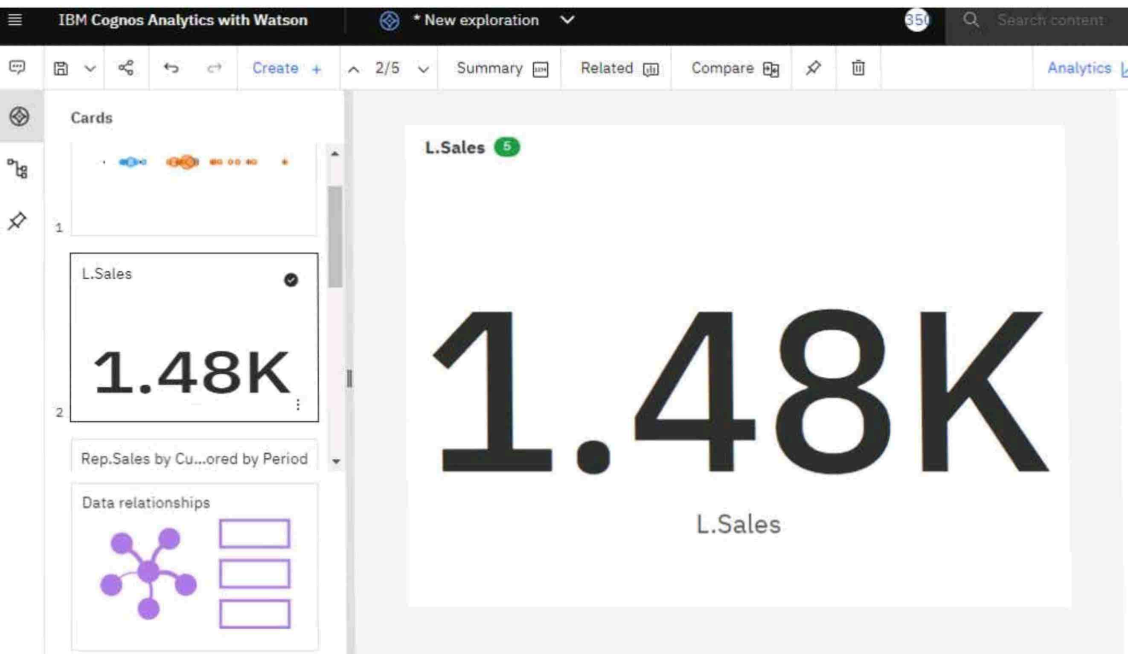 IBM Cognos Analytics with Watson
* New exploration
350
Search content
Create +
2/5
Summary
Related
Compare
Analytics
Cards
1
L.Sales
1.48K
2
Rep.Sales by Cu...ored by Period
Data relationships
L.Sales 5
1.48K
L.Sales